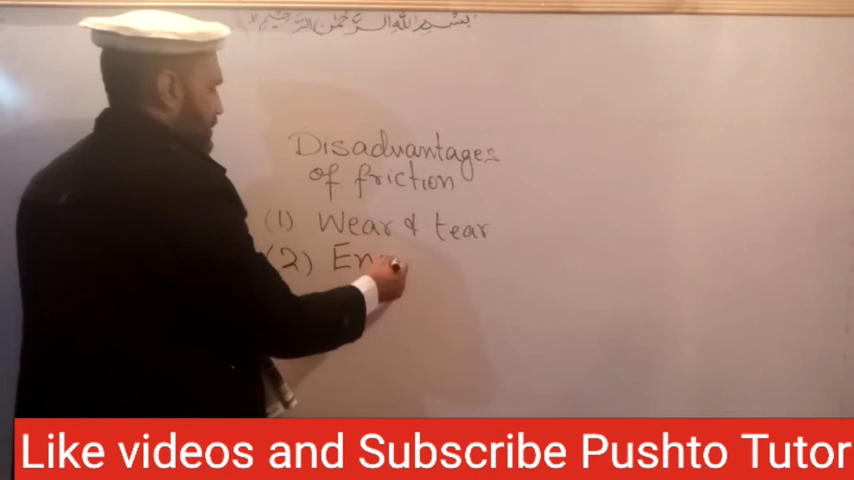 بسم الله الرحمن الرحيم
Disadvantages
of friction
(1) Wear & tear
(2) En
Like videos and Subscribe Pushto Tutor